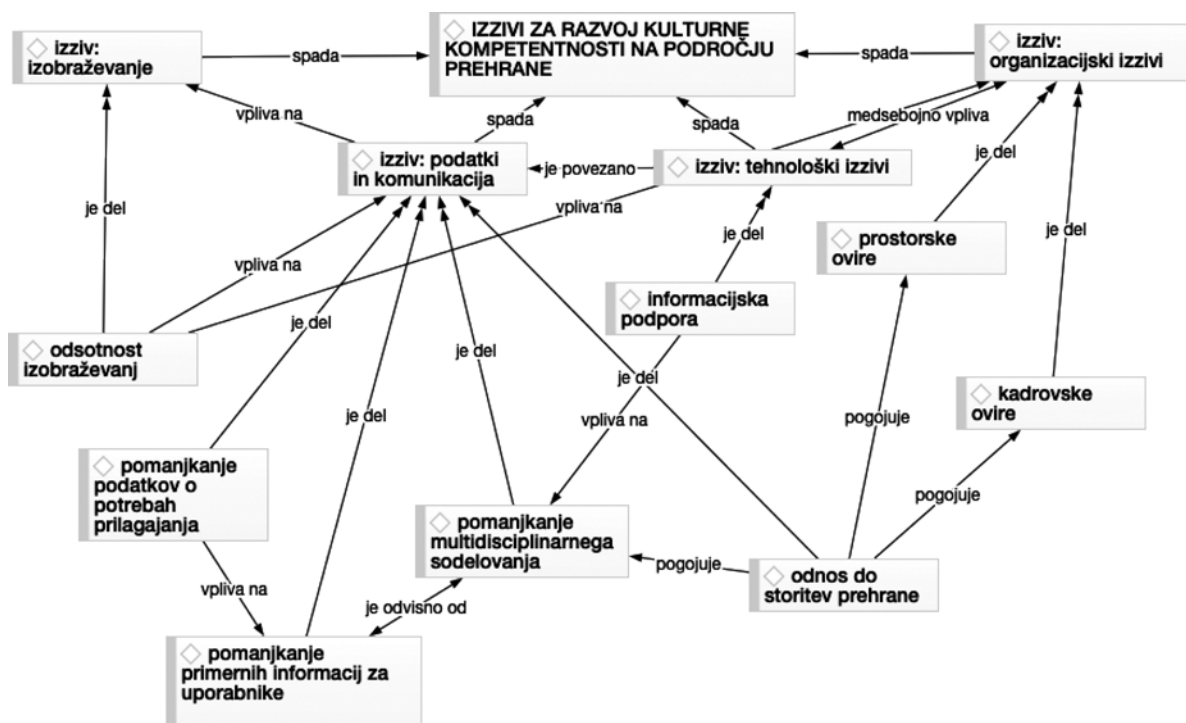 IZZIVI ZA RAZVOJ KULTURNE
KOMPETENTNOSTI NA PODROČJU
PREHRANE
izziv:
izobraževanje
izziv:
organizacijski izzivi
spada
spada
vpliva na
spada
spada
medsebojno vpliva
izziv: podatki
in komunikacija
je povezano
izziv: tehnološki izzivi
je del
je del
vpliva na
je del
je del
prostorske
ovire
vpliva na
informacijska
podpora
je del
odsotnost
izobraževanj
je del
je del
kadrovske
ovire
je del
vpliva na
pogojuje
pomanjkanje
podatkov o
potrebah
prilagajanja
pogojuje
pomanjkanje
multidisciplinarnega
sodelovanja
pogojuje
odnos do
storitev prehrane
vpliva na
je odvisno od
pomanjkanje
primernih informacij za
uporabnike